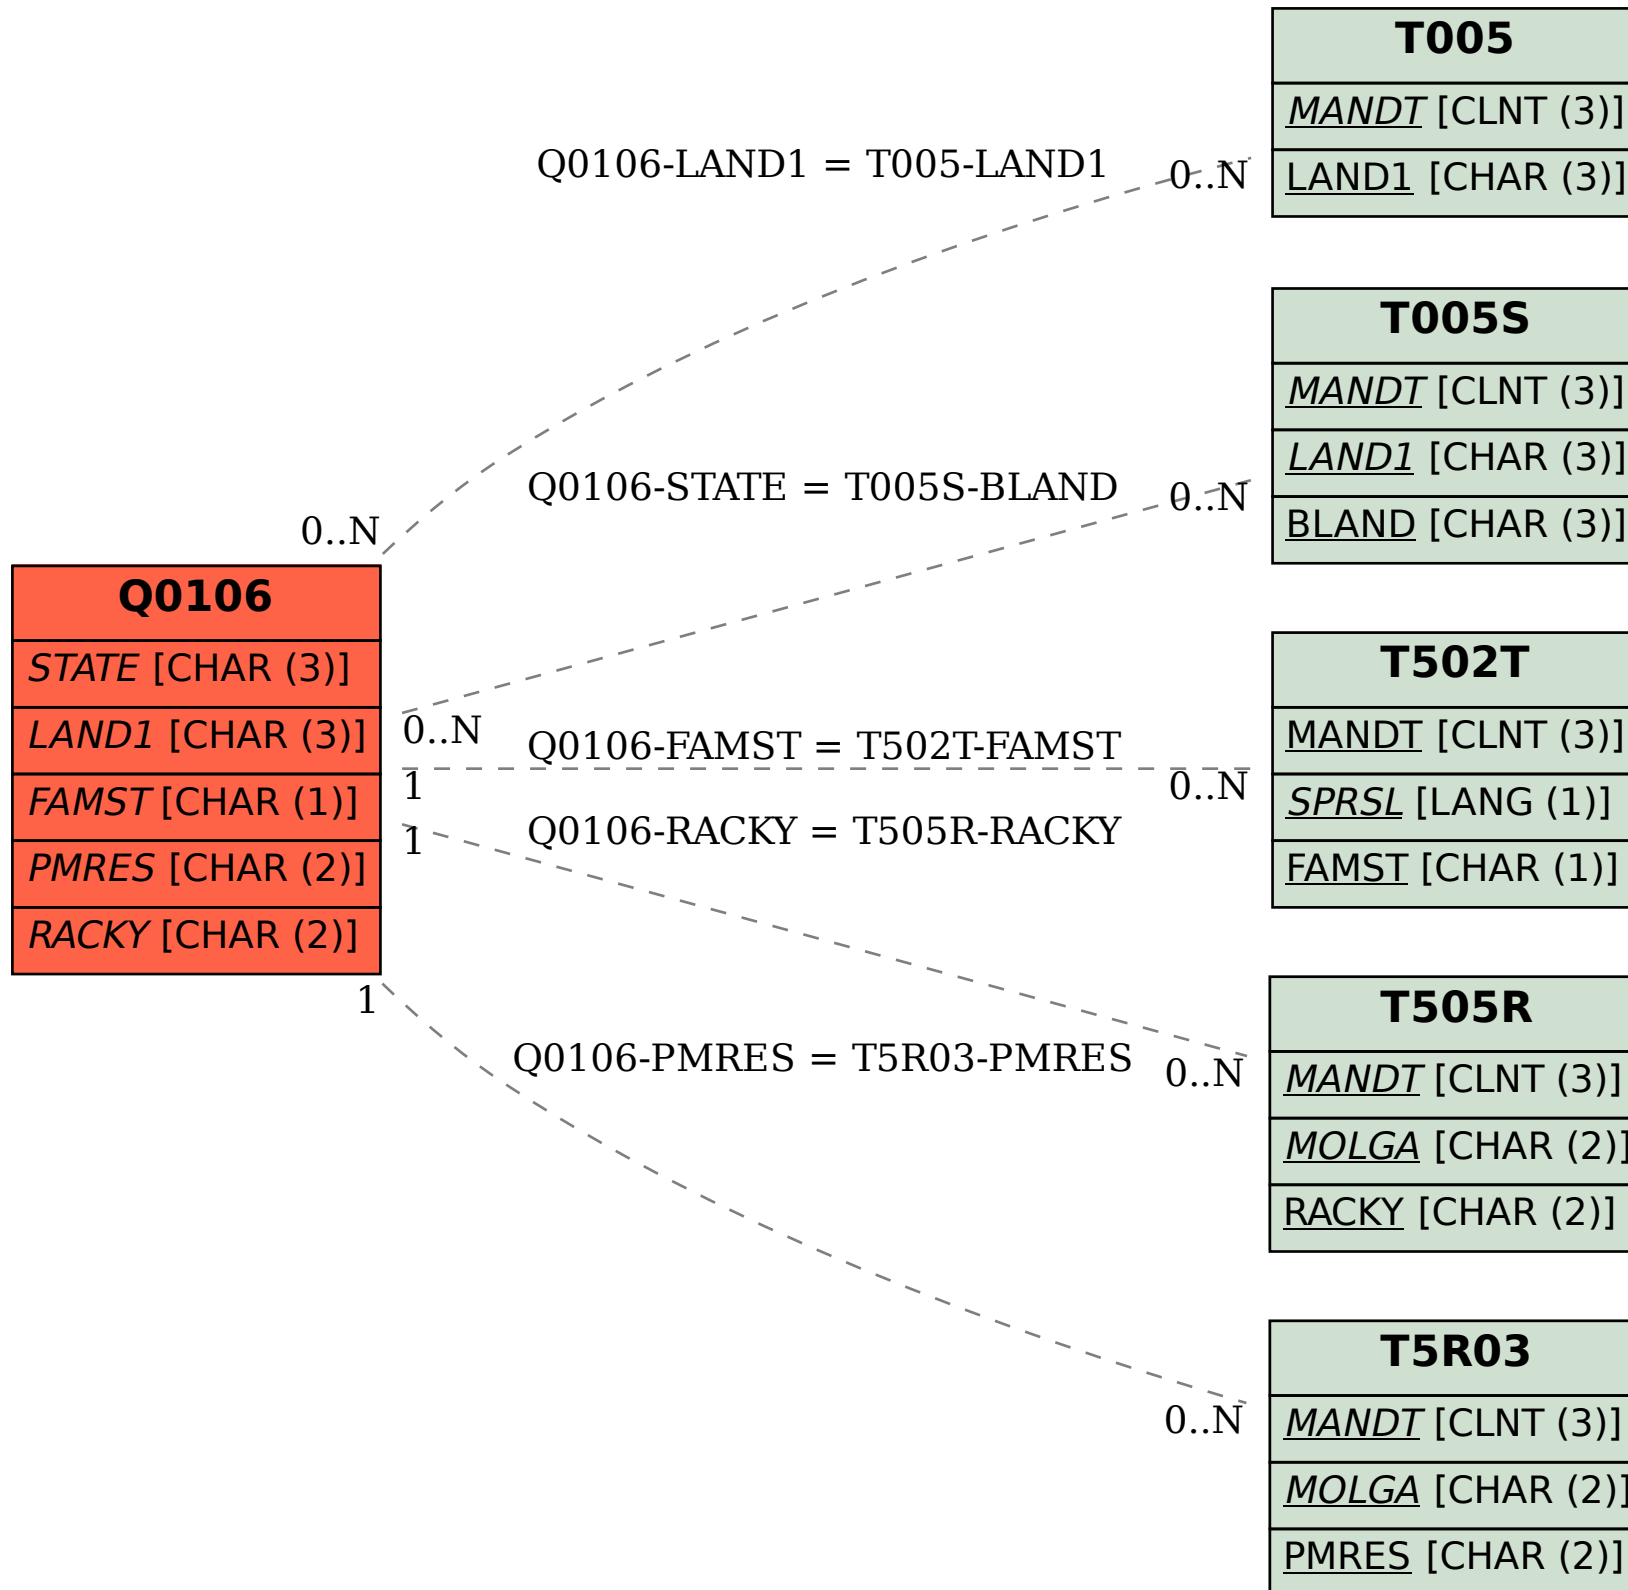 T005
MANDT [CLNT (3)]
LAND1 [CHAR (3)]
Q0106-LAND1 = T005-LAND1
0..N
0..N
T005S
MANDT [CLNT (3)]
LAND1 [CHAR (3)]
BLAND [CHAR (3)]
Q0106-STATE = T005S-BLAND
0..N
0..N
Q0106
STATE [CHAR (3)]
LAND1 [CHAR (3)]
FAMST [CHAR (1)]
PMRES [CHAR (2)]
RACKY [CHAR (2)]
T502T
MANDT [CLNT (3)]
SPRSL [LANG (1)]
FAMST [CHAR (1)]
Q0106-FAMST = T502T-FAMST
1
0..N
Q0106-RACKY = T505R-RACKY
1
0..N
T505R
MANDT [CLNT (3)]
MOLGA [CHAR (2)]
RACKY [CHAR (2)]
Q0106-PMRES = T5R03-PMRES
1
0..N
T5R03
MANDT [CLNT (3)]
MOLGA [CHAR (2)]
PMRES [CHAR (2)]